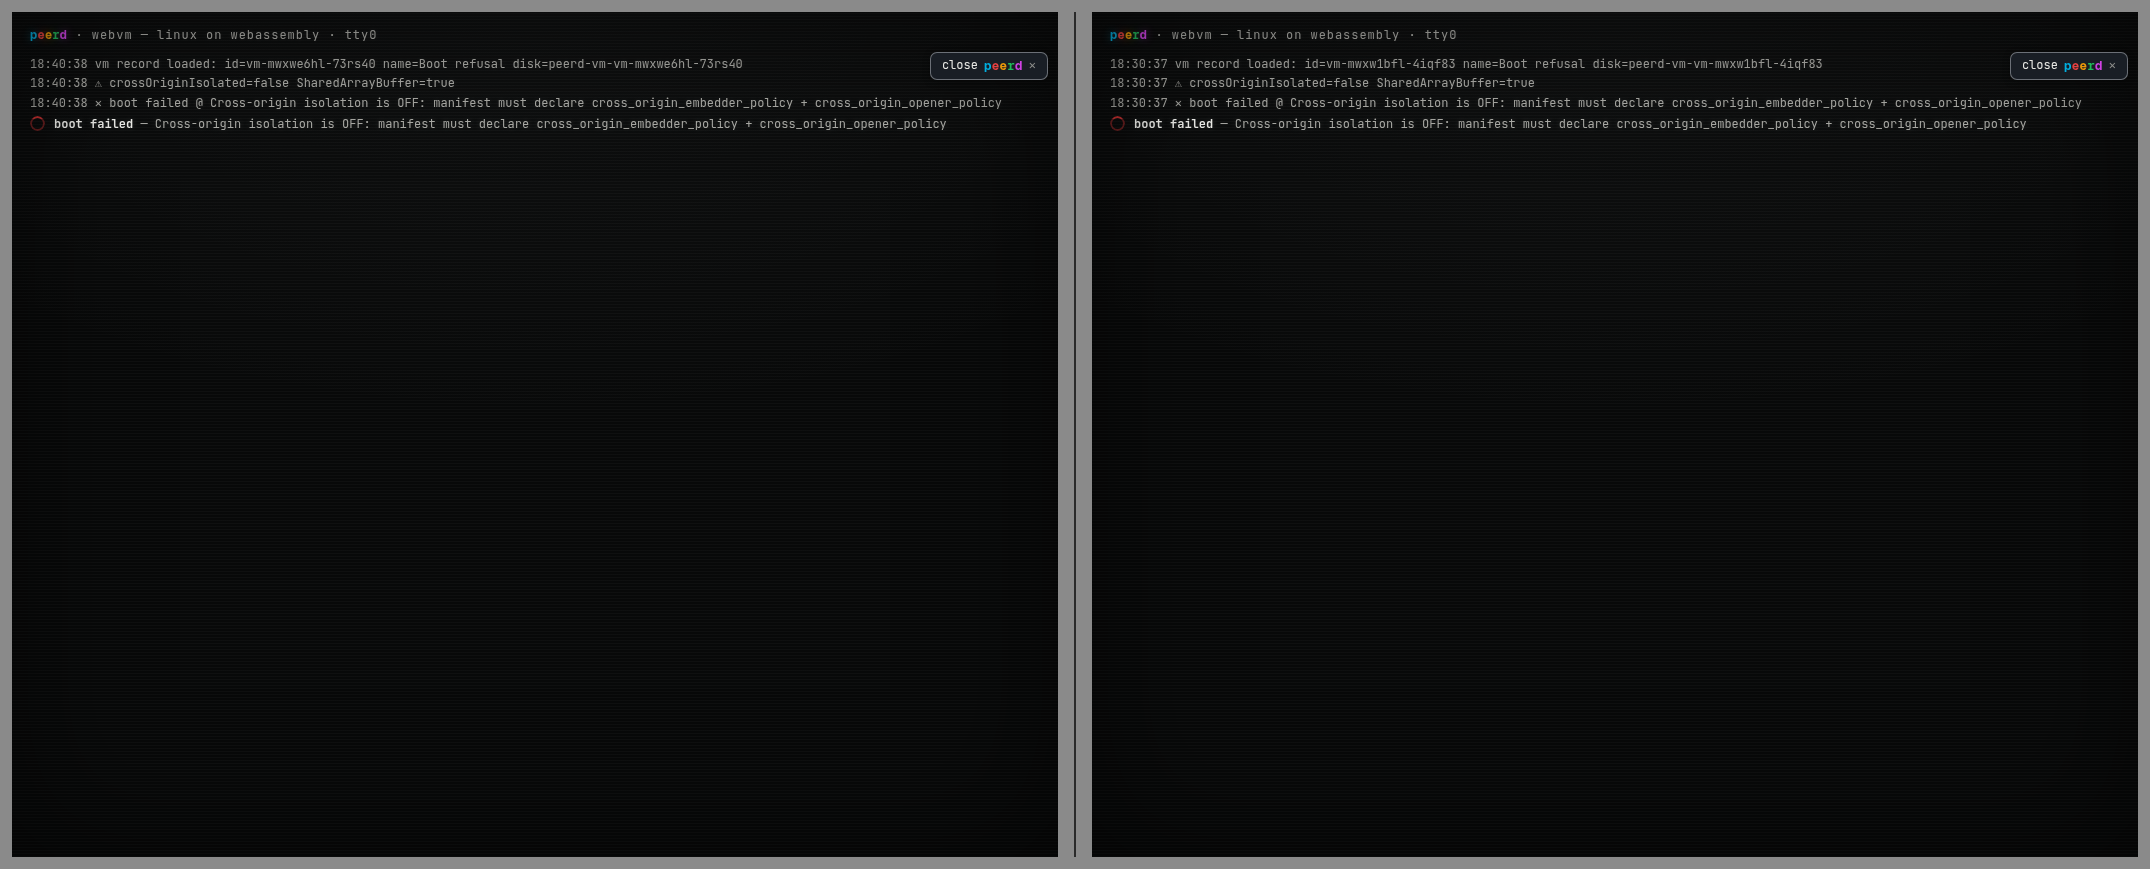 peerd · webvm — linux on webassembly · tty0
close peerd ×
18:40:38 vm record loaded: id=vm-mwxwe6hl-73rs40 name=Boot refusal disk=peerd-vm-vm-mwxwe6hl-73rs40
18:40:38 ⚠ crossOriginIsolated=false SharedArrayBuffer=true
18:40:38 × boot failed @ Cross-origin isolation is OFF: manifest must declare cross_origin_embedder_policy + cross_origin_opener_policy
boot failed — Cross-origin isolation is OFF: manifest must declare cross_origin_embedder_policy + cross_origin_opener_policy
peerd · webvm — linux on webassembly · tty0
close peerd ×
18:30:37 vm record loaded: id=vm-mwxw1bfl-4iqf83 name=Boot refusal disk=peerd-vm-vm-mwxw1bfl-4iqf83
18:30:37 ⚠ crossOriginIsolated=false SharedArrayBuffer=true
18:30:37 × boot failed @ Cross-origin isolation is OFF: manifest must declare cross_origin_embedder_policy + cross_origin_opener_policy
boot failed — Cross-origin isolation is OFF: manifest must declare cross_origin_embedder_policy + cross_origin_opener_policy